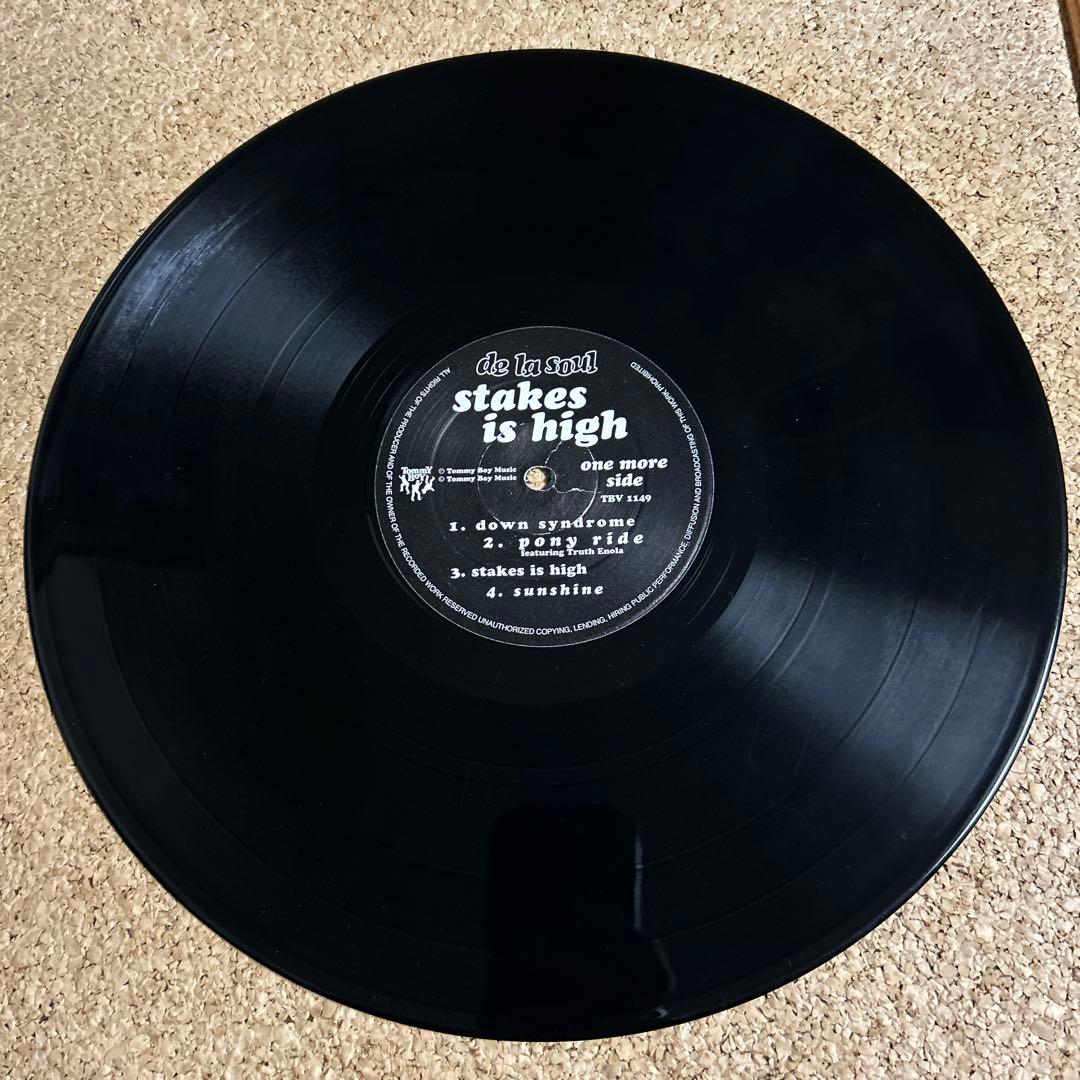 de la soul
stakes
is high
one more
side
TBV 1149
TommY
BoY
© Tommy Boy Music
© Tommy Boy Music
1. down syndrome
2. pony ride
featuring Truth Enola
3. stakes is high
4. sunshine
ALL RIGHTS OF THE PRODUCER AND OF THE OWNER OF THE RECORDED WORK RESERVED UNAUTHORIZED COPYING, LENDING, HIRING PUBLIC PERFORMANCE, DIFFUSION AND BROADCASTING OF THIS WORK PROHIBITED